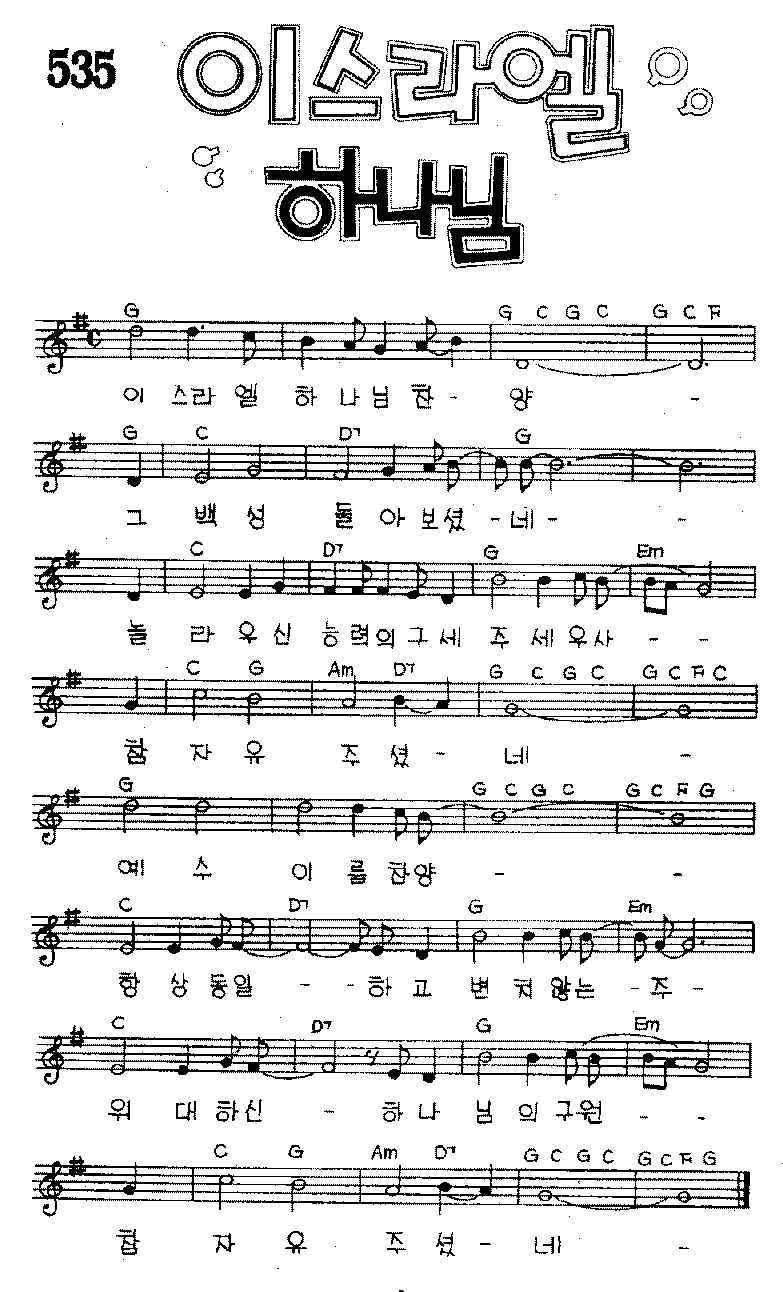 535
이스라엘
하나님
G G C G C G C F
이 스라 엘 하 나 님 찬 - 양 -
G C D7 G
그 백 성 돌 아 보셨 - 네 - -
C D7 G Em
놀 라 우 신 능력의 구 세 주 세 우사 - -
C G Am D7 G C G C G C F C
참 자 유 주 셨 - 네 -
G G C G C G C F G
예 수 이 름 찬양 - -
C D7 G Em
항 상 동일 - - 하 고 변 치 않는 - 주 -
C D7 G Em
위 대 하신 - 하 나 님 의 구원 - -
C G Am D7 G C G C G C F G
참 자 유 주 셨 - 네 -